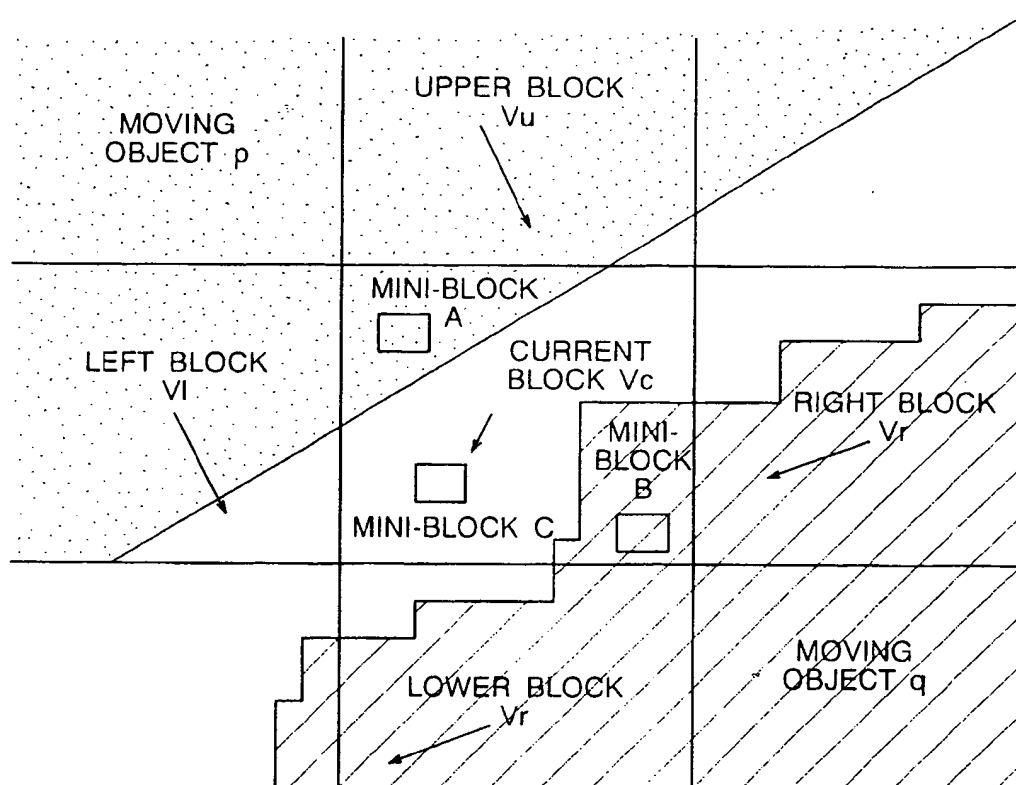 UPPER BLOCK
Vu
MOVING
OBJECT p
MINI-BLOCK
A
LEFT BLOCK
Vl
CURRENT
BLOCK Vc
RIGHT BLOCK
Vr
MINI-
BLOCK
B
MINI-BLOCK C
MOVING
OBJECT q
LOWER BLOCK
Vr